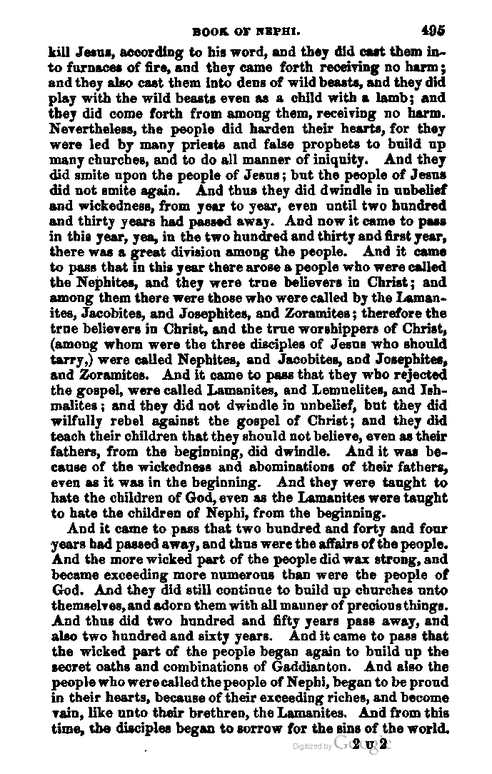 BOOK OF NEPHI. 495
kill Jesus, according to his word, and they did cast them in-
to furnaces of fire, and they came forth receiving no harm;
and they also cast them into dens of wild beasts, and they did
play with the wild beasts even as a child with a lamb; and
they did come forth from among them, receiving no harm.
Nevertheless, the people did harden their hearts, for they
were led by many priests and false prophets to build up
many churches, and to do all manner of iniquity. And they
did smite upon the people of Jesus; but the people of Jesus
did not smite again. And thus they did dwindle in unbelief
and wickedness, from year to year, even until two hundred
and thirty years had passed away. And now it came to pass
in this year, yea, in the two hundred and thirty and first year,
there was a great division among the people. And it came
to pass that in this year there arose a people who were called
the Nephites, and they were true believers in Christ; and
among them there were those who were called by the Laman-
ites, Jacobites, and Josephites, and Zoramites; therefore the
true believers in Christ, and the true worshippers of Christ,
(among whom were the three disciples of Jesus who should
tarry,) were called Nephites, and Jacobites, and Josephites,
and Zoramites. And it came to pass that they who rejected
the gospel, were called Lamanites, and Lemuelites, and Ish-
malites; and they did not dwindle in unbelief, but they did
wilfully rebel against the gospel of Christ; and they did
teach their children that they should not believe, even as their
fathers, from the beginning, did dwindle. And it was be-
cause of the wickedness and abominations of their fathers,
even as it was in the beginning. And they were taught to
hate the children of God, even as the Lamanites were taught
to hate the children of Nephi, from the beginning.
And it came to pass that two hundred and forty and four
years had passed away, and thus were the affairs of the people.
And the more wicked part of the people did wax strong, and
became exceeding more numerous than were the people of
God. And they did still continue to build up churches unto
themselves, and adorn them with all manner of precious things.
And thus did two hundred and fifty years pass away, and
also two hundred and sixty years. And it came to pass that
the wicked part of the people began again to build up the
secret oaths and combinations of Gaddianton. And also the
people who were called the people of Nephi, began to be proud
in their hearts, because of their exceeding riches, and become
vain, like unto their brethren, the Lamanites. And from this
time, the disciples began to sorrow for the sins of the world.
2 U 2
Digitized by Google